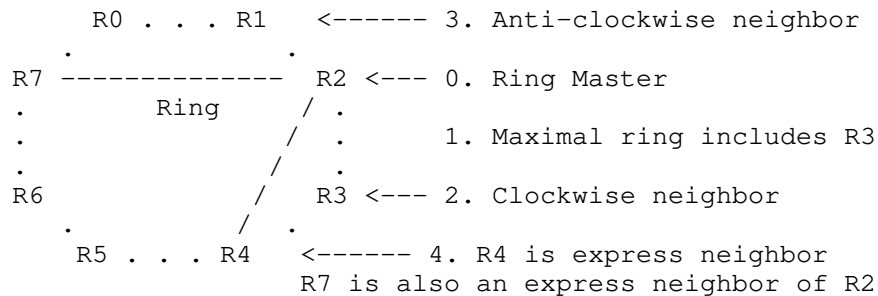 R0 . . . R1 <------ 3. Anti-clockwise neighbor
. .
R7 -------------- R2 <--- 0. Ring Master
. Ring / .
. / . 1. Maximal ring includes R3
. / .
R6 / R3 <--- 2. Clockwise neighbor
. / .
R5 . . . R4 <------ 4. R4 is express neighbor
R7 is also an express neighbor of R2